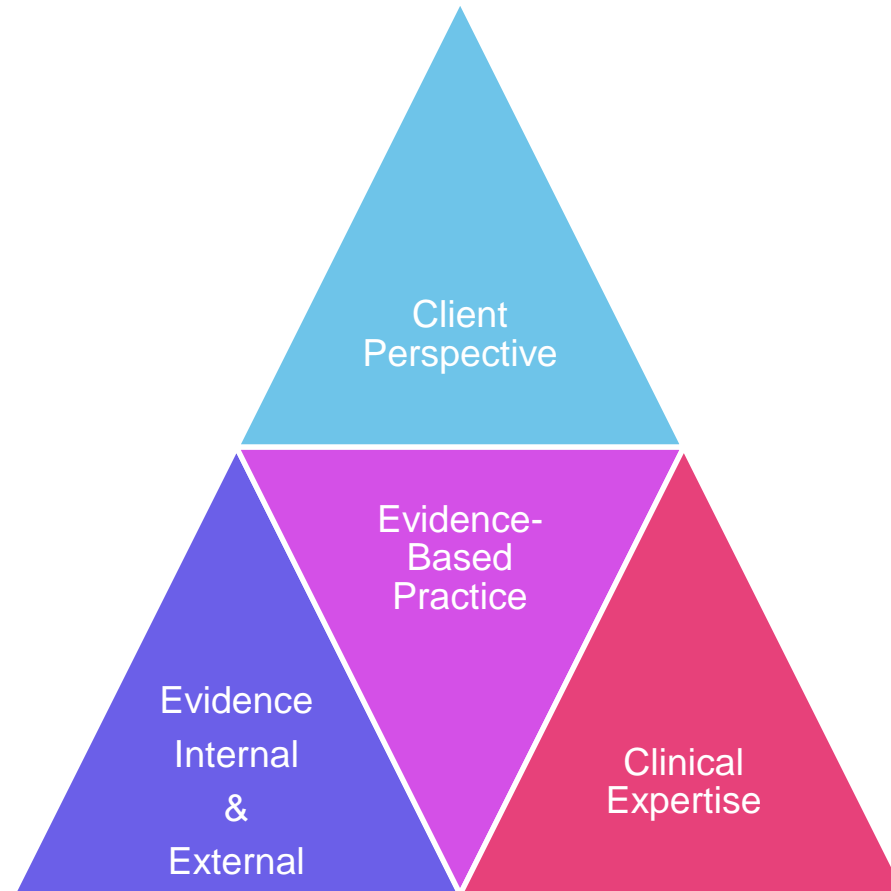 Client
Perspective
Evidence-
Based
Practice
Evidence
Internal
&
External
Clinical
Expertise